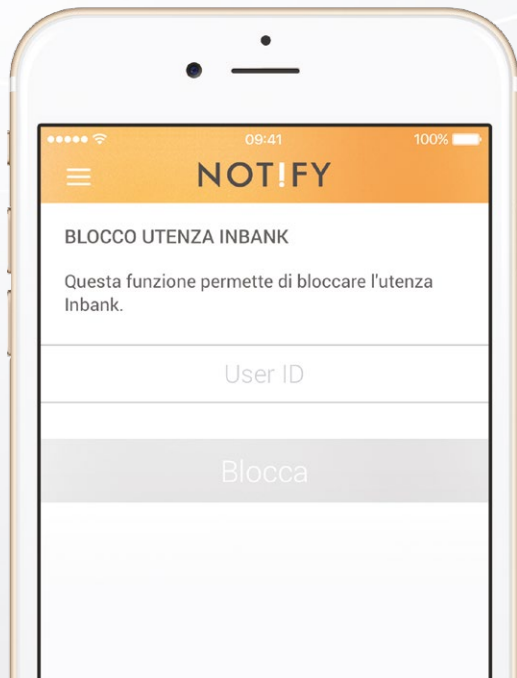 09:41
100%
NOT!FY
BLOCCO UTENZA INBANK
Questa funzione permette di bloccare l'utenza
Inbank.
User ID
Blocca